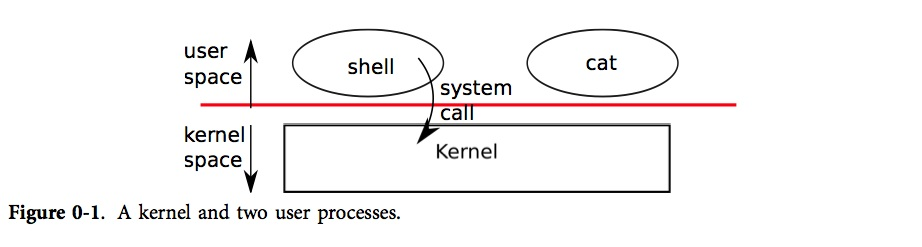 user
space
shell
cat
system
call
kernel
space
Kernel
Figure 0-1. A kernel and two user processes.